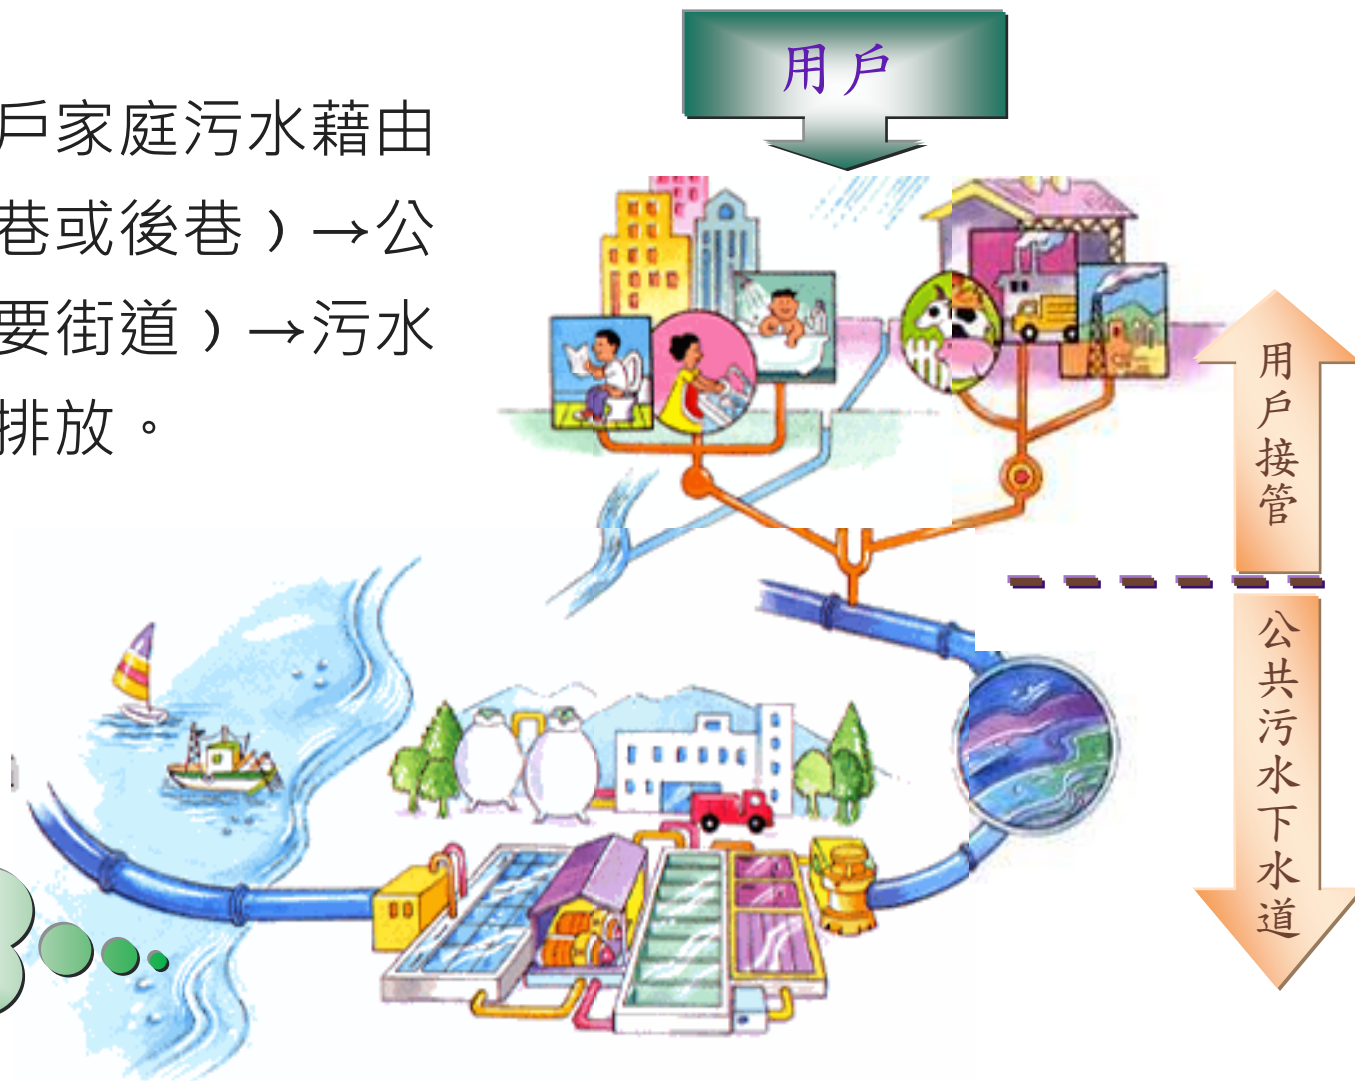 用戶
戶家庭污水藉由
巷或後巷）→公
要街道）→污水
排放。
用戶接管
公共污水下水道